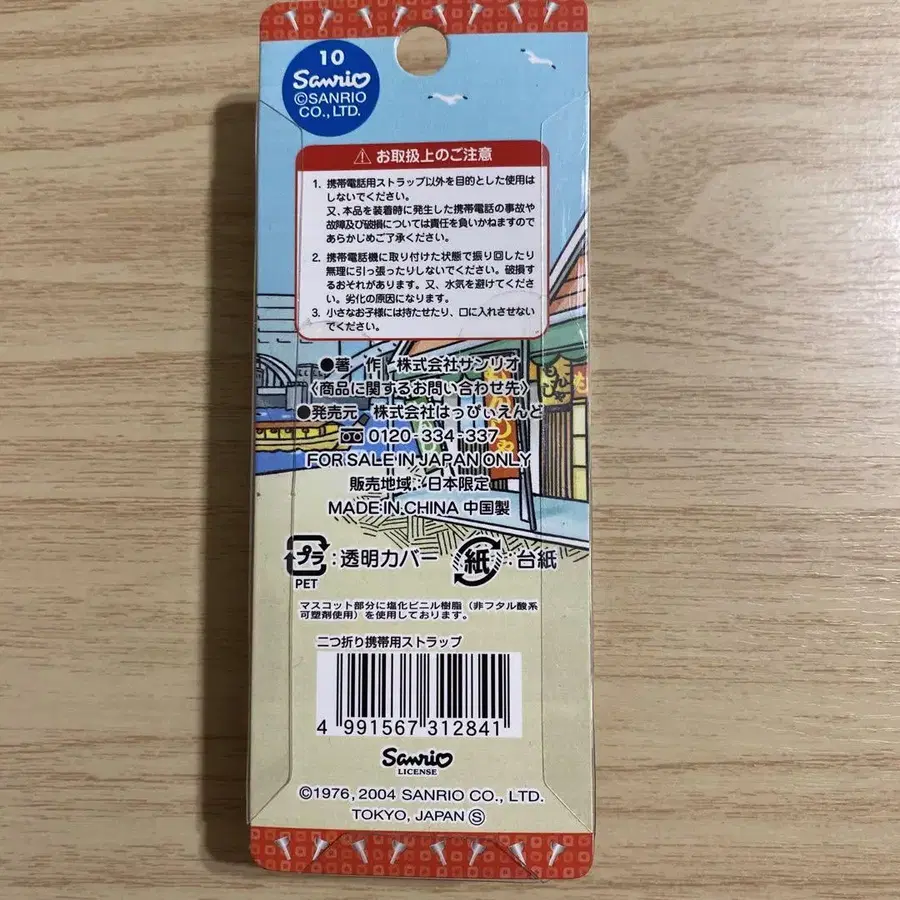 10
Sanrio
©SANRIO
CO., LTD.
⚠ お取扱上のご注意
1. 携帯電話用ストラップ以外を目的とした使用は
しないでください。
又、本品を装着時に発生した携帯電話の事故や
故障及び破損については責任を負いかねますので
あらかじめご了承ください。
2. 携帯電話機に取り付けた状態で振り回したり
無理に引っ張ったりしないでください。破損す
るおそれがあります。又、水気を避けてくださ
い。劣化の原因になります。
3. 小さなお子様には持たせたり、口に入れさせない
でください。
●著 作 株式会社サンリオ
〈商品に関するお問い合わせ先〉
●発売元 株式会社はっぴぃえんど
0120-334-337
FOR SALE IN JAPAN ONLY
販売地域:日本限定
MADE IN CHINA 中国製
プラ:透明カバー 紙:台紙
PET
マスコット部分に塩化ビニル樹脂(非フタル酸系
可塑剤使用)を使用しております。
二つ折り携帯用ストラップ
4 991567 312841
Sanrio
LICENSE
©1976, 2004 SANRIO CO., LTD.
TOKYO, JAPAN Ⓢ